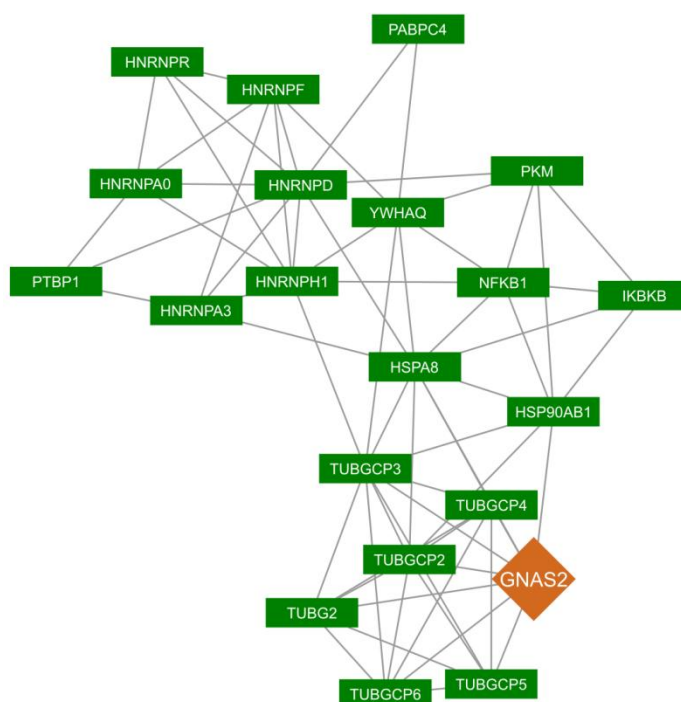 PABPC4
HNRNPR
HNRNPF
HNRNPA0
HNRNPD
PKM
YWHAQ
PTBP1
HNRNPH1
NFKB1
IKBKB
HNRNPA3
HSPA8
HSP90AB1
TUBGCP3
TUBGCP4
TUBGCP2
GNAS2
TUBG2
TUBGCP6
TUBGCP5